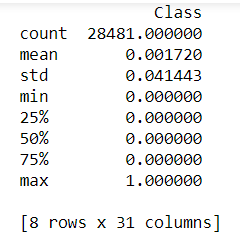 Class
count 28481.000000
mean 0.001720
std 0.041443
min 0.000000
25% 0.000000
50% 0.000000
75% 0.000000
max 1.000000
[8 rows x 31 columns]